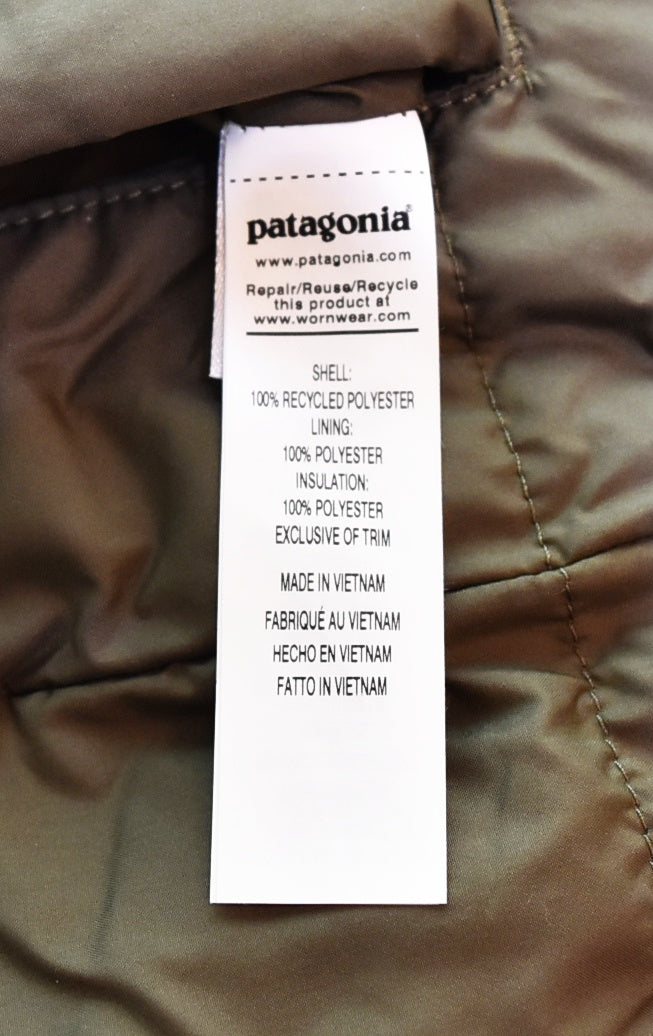 patagonia®
www.patagonia.com
Repair/Reuse/Recycle
this product at
www.wornwear.com
SHELL:
100% RECYCLED POLYESTER
LINING:
100% POLYESTER
INSULATION:
100% POLYESTER
EXCLUSIVE OF TRIM
MADE IN VIETNAM
FABRIQUÉ AU VIETNAM
HECHO EN VIETNAM
FATTO IN VIETNAM